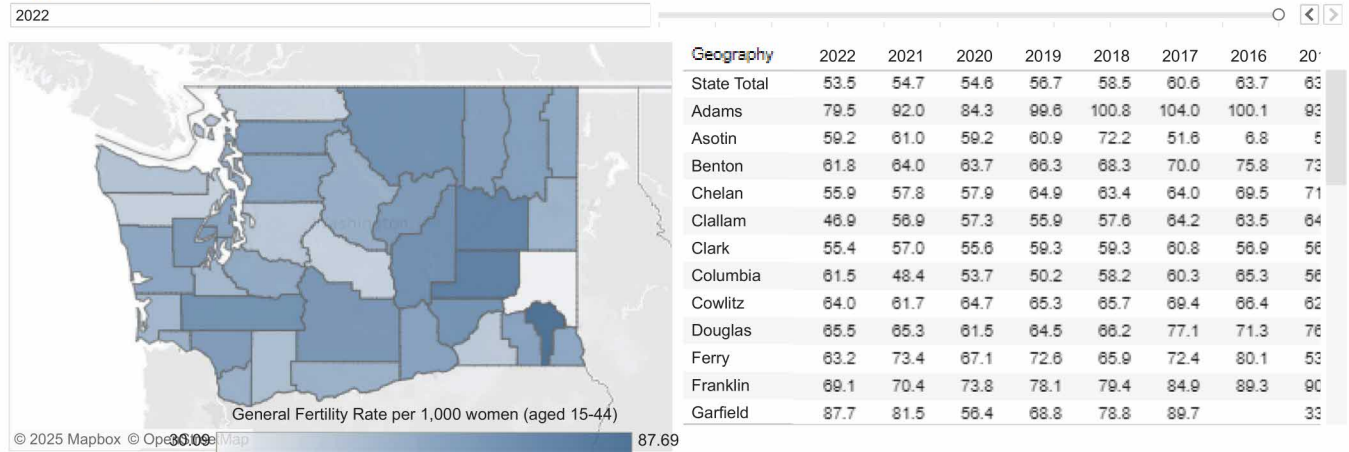 2022
Geography 2022 2021 2020 2019 2018 2017 2016
State Total 53.5 54.7 54.6 56.7 58.5 60.6 63.7
Adams 79.5 92.0 84.3 99.6 100.8 104.0 100.1
Asotin 59.2 61.0 59.2 60.9 72.2 51.6 6.8
Benton 61.8 64.0 63.7 66.3 68.3 70.0 75.8
Chelan 55.9 57.8 57.9 64.9 63.4 64.0 69.5
Clallam 46.9 56.9 57.3 55.9 57.6 64.2 63.5
Clark 55.4 57.0 55.6 59.3 59.3 60.8 56.9
Columbia 61.5 48.4 53.7 50.2 58.2 60.3 65.3
Cowlitz 64.0 61.7 64.7 65.3 65.7 69.4 66.4
Douglas 65.5 65.3 61.5 64.5 66.2 77.1 71.3
Ferry 63.2 73.4 67.1 72.6 65.9 72.4 80.1
Franklin 69.1 70.4 73.8 78.1 79.4 84.9 89.3
Garfield 87.7 81.5 56.4 68.8 78.8 89.7
General Fertility Rate per 1,000 women (aged 15-44)
© 2025 Mapbox © OpenStreetMap
30.09 87.69